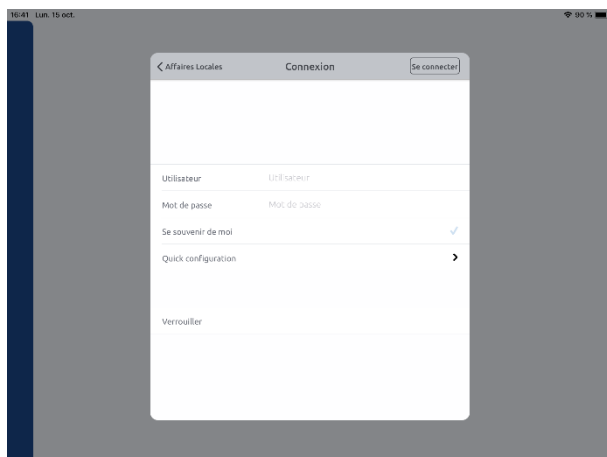 16:41 Lun. 15 oct. 90 %
Affaires Locales Connexion Se connecter
Utilisateur Utilisateur
Mot de passe Mot de passe
Se souvenir de moi
Quick configuration
Verrouiller